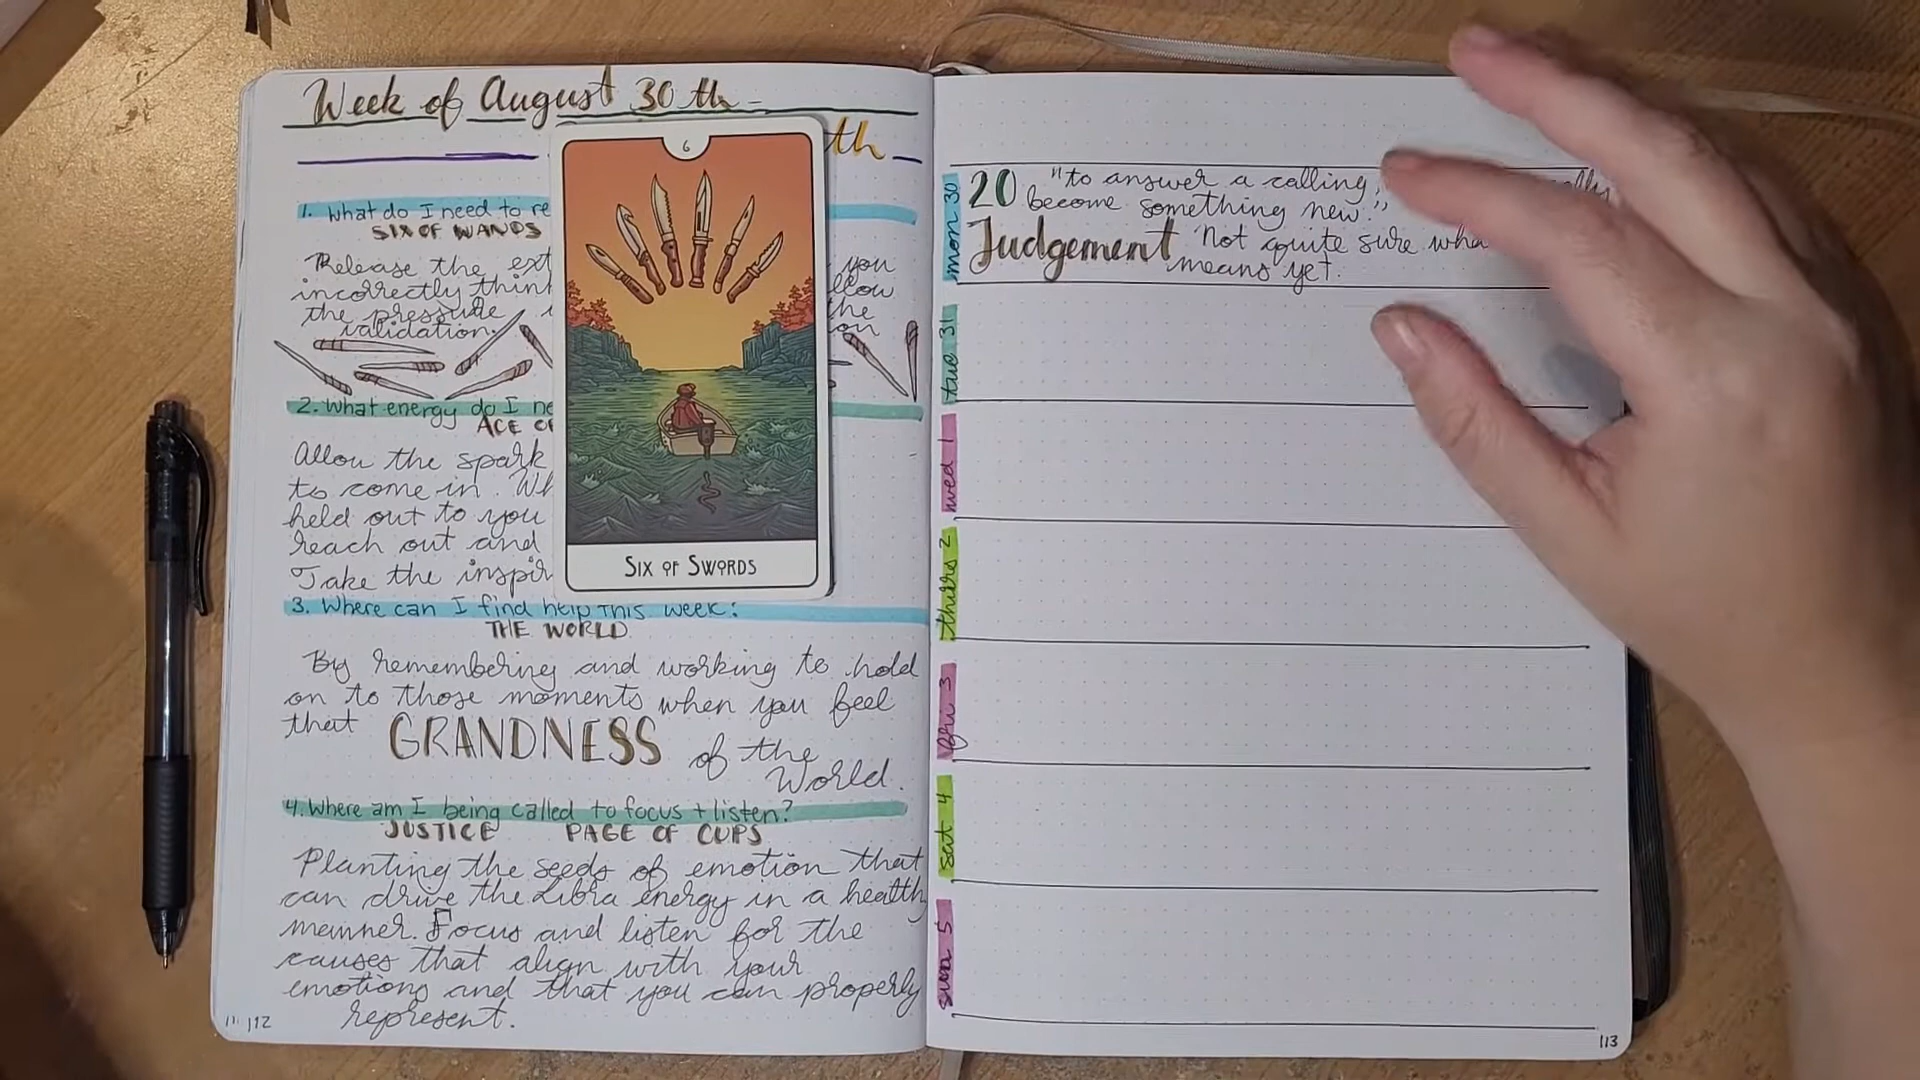 Week of August 30th -
th
1. What do I need to re
SIX OF WANDS
Release the ext
you
incorrectly think
llow
the pressure
the
validation.
on
2. What energy do I ne
ACE OF
Allow the spark
to come in. Wh
held out to you
reach out and
Take the inspir
3. Where can I find help this week?
THE WORLD
By remembering and working to hold
on to those moments when you feel
that GRANDNESS of the
World.
4. Where am I being called to focus + listen?
JUSTICE PAGE OF CUPS
Planting the seeds of emotion that
can drive the Libra energy in a healthy
manner. Focus and listen for the
causes that align with your
emotions and that you can properly
represent.
112
6
SIX OF SWORDS
mon 30
20 "to answer a calling,
become something new."
Judgement Not quite sure wha
means yet.
tue 31
wed 1
thurs 2
fri 3
sat 4
sun 5
113